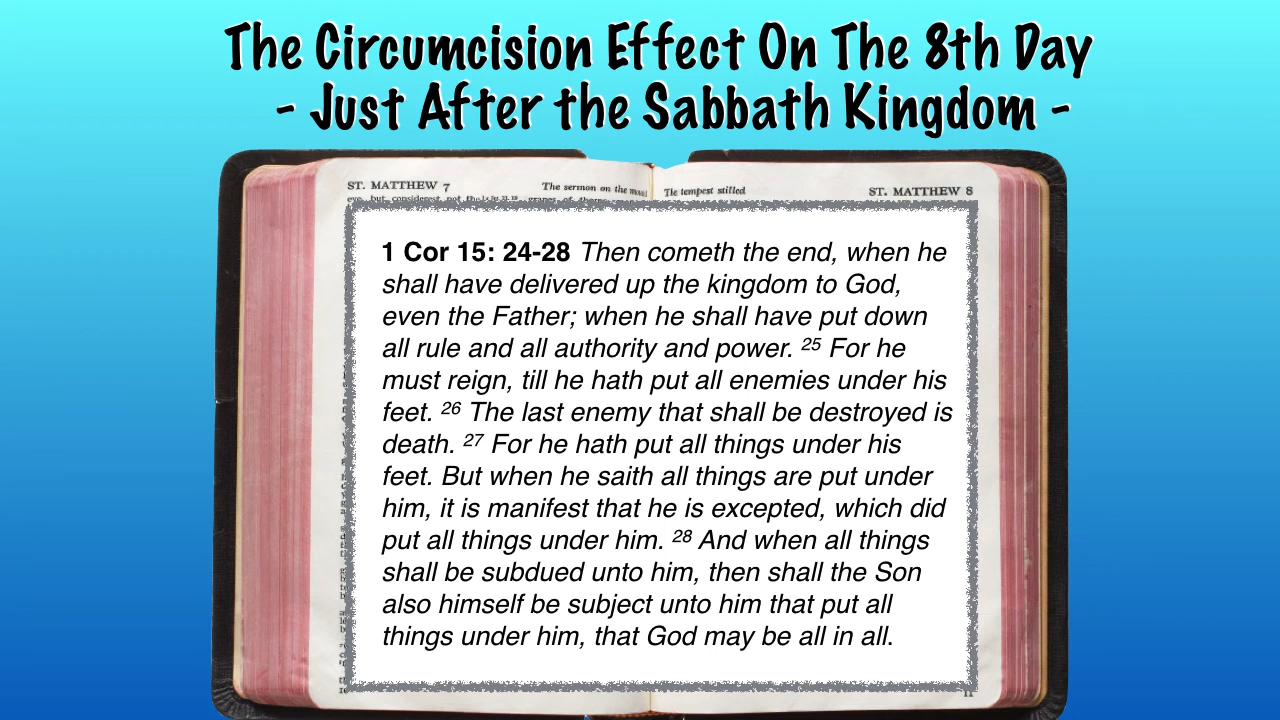 The Circumcision Effect On The 8th Day
- Just After the Sabbath Kingdom -
ST. MATTHEW 7
The sermon on the mount
The tempest stilled
ST. MATTHEW 8
eye, but considerest not the
grapes of thorns
1 Cor 15: 24-28 Then cometh the end, when he
shall have delivered up the kingdom to God,
even the Father; when he shall have put down
all rule and all authority and power. 25 For he
must reign, till he hath put all enemies under his
feet. 26 The last enemy that shall be destroyed is
death. 27 For he hath put all things under his
feet. But when he saith all things are put under
him, it is manifest that he is excepted, which did
put all things under him. 28 And when all things
shall be subdued unto him, then shall the Son
also himself be subject unto him that put all
things under him, that God may be all in all.